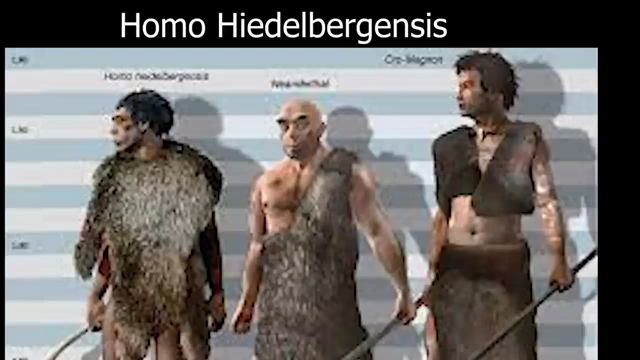 Homo Hiedelbergensis
Cro-Magnon
Homo heidelbergensis
Neanderthal